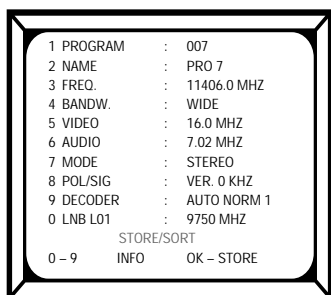 1 PROGRAM : 007
2 NAME : PRO 7
3 FREQ. : 11406.0 MHZ
4 BANDW. : WIDE
5 VIDEO : 16.0 MHZ
6 AUDIO : 7.02 MHZ
7 MODE : STEREO
8 POL/SIG : VER. 0 KHZ
9 DECODER : AUTO NORM 1
0 LNB L01 : 9750 MHZ
STORE/SORT
0 – 9 INFO OK – STORE